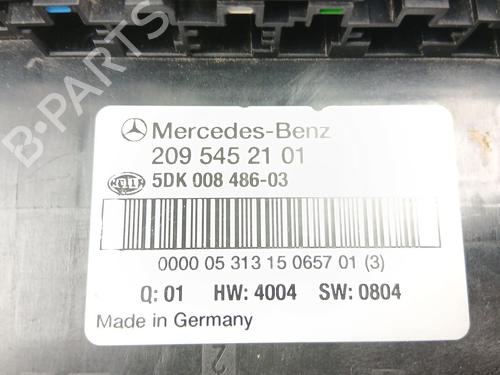 Mercedes-Benz
209 545 21 01
HELLA 5DK 008 486-03
0000 05 313 15 0657 01 (3)
Q: 01 HW: 4004 SW: 0804
Made in Germany
2
B-PARTS